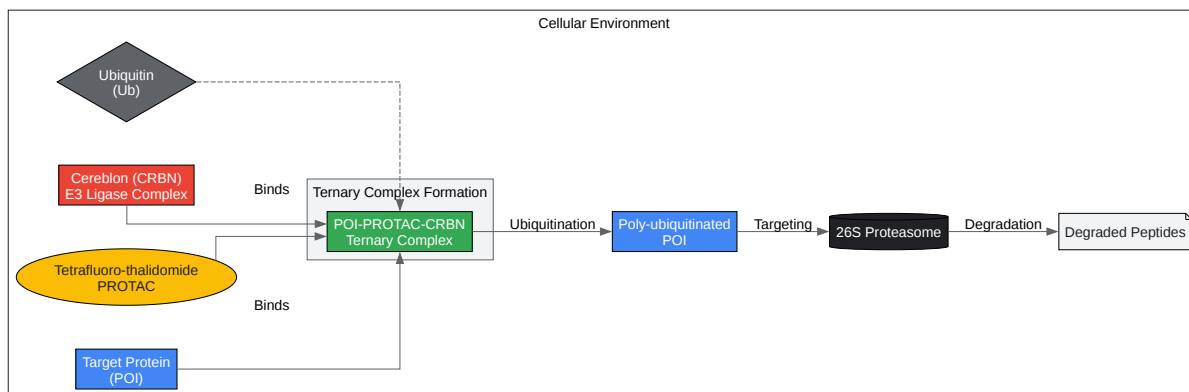 Cellular Environment
Ubiquitin
(Ub)
Cereblon (CRBN)
E3 Ligase Complex
Binds
Ternary Complex Formation
POI-PROTAC-CRBN
Ternary Complex
Ubiquitination
Poly-ubiquitinated
POI
Targeting
26S Proteasome
Degradation
Degraded Peptides
Tetrafluoro-thalidomide
PROTAC
Binds
Target Protein
(POI)